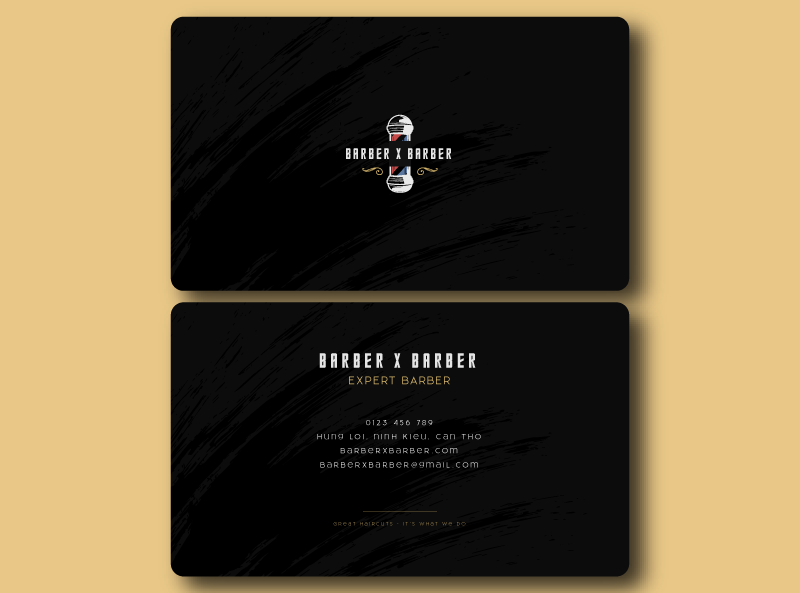 BARBER X BARBER
BARBER X BARBER
EXPERT BARBER
0123 456 789
Hung Loi, Ninh Kieu, Can Tho
BarberXBarber.com
BarberXBarber@gmail.com
Great Haircuts - It's What We Do